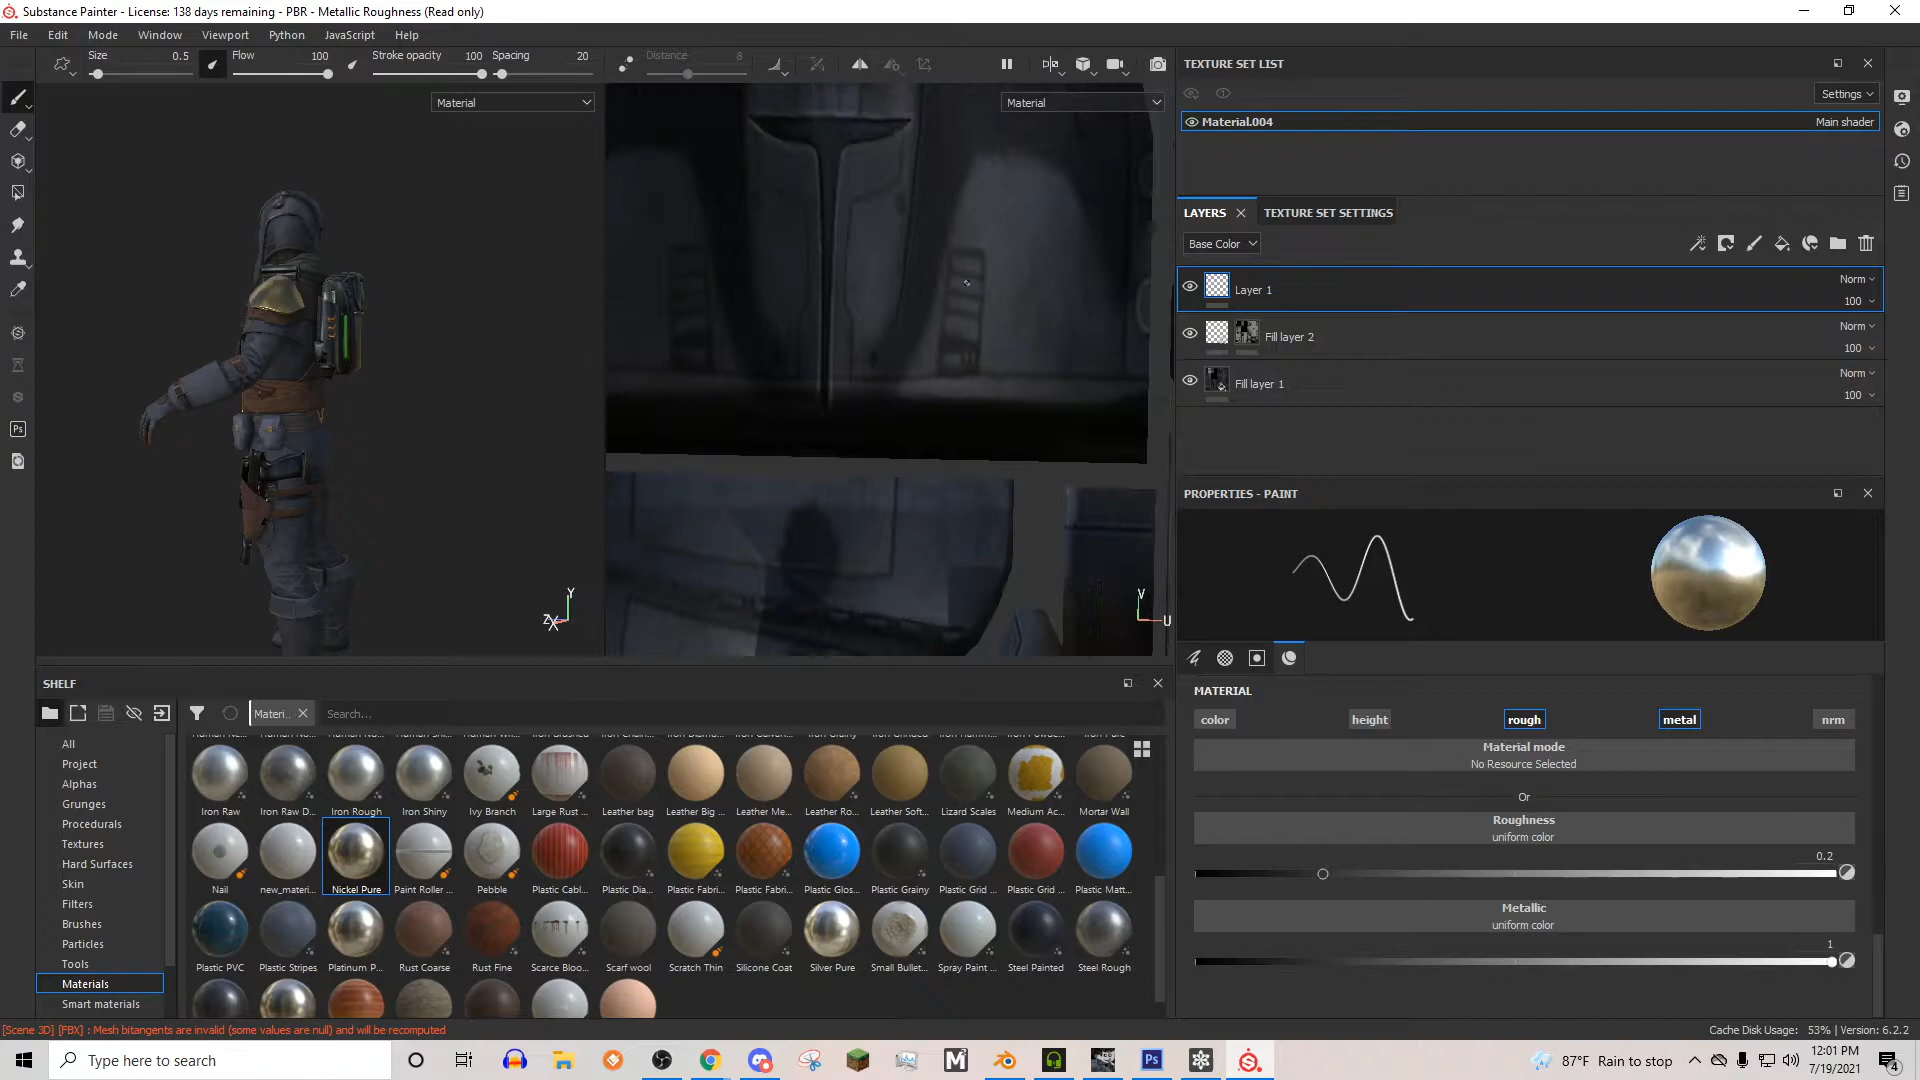 Substance Painter - License: 138 days remaining - PBR - Metallic Roughness (Read only)
File Edit Mode Window Viewport Python JavaScript Help
Size 0.5 Flow 100 Stroke opacity 100 Spacing 20 Distance 8
Material
Material
Y
Z X
V
U
TEXTURE SET LIST
Settings
Material.004 Main shader
LAYERS TEXTURE SET SETTINGS
Base Color
Layer 1 Norm 100
Fill layer 2 Norm 100
Fill layer 1 Norm 100
PROPERTIES - PAINT
MATERIAL
color height rough metal nrm
Material mode
No Resource Selected
Or
Roughness
uniform color
0.2
Metallic
uniform color
1
SHELF
Materi.. Search...
All
Project
Alphas
Grunges
Procedurals
Textures
Hard Surfaces
Skin
Filters
Brushes
Particles
Tools
Materials
Smart materials
Iron Raw Iron Raw D... Iron Rough Iron Shiny Ivy Branch Large Rust ... Leather bag Leather Big ... Leather Me... Leather Ro... Leather Soft... Lizard Scales Medium Ac... Mortar Wall
Nail new_materi... Nickel Pure Paint Roller ... Pebble Plastic Cabl... Plastic Dia... Plastic Fabri... Plastic Fabri... Plastic Glos... Plastic Grainy Plastic Grid ... Plastic Grid ... Plastic Matt...
Plastic PVC Plastic Stripes Platinum P... Rust Coarse Rust Fine Scarce Bloo... Scarf wool Scratch Thin Silicone Coat Silver Pure Small Bullet... Spray Paint ... Steel Painted Steel Rough
[Scene 3D] [FBX] : Mesh bitangents are invalid (some values are null) and will be recomputed
Cache Disk Usage: 53% | Version: 6.2.2
Type here to search
87°F Rain to stop
12:01 PM
7/19/2021
4